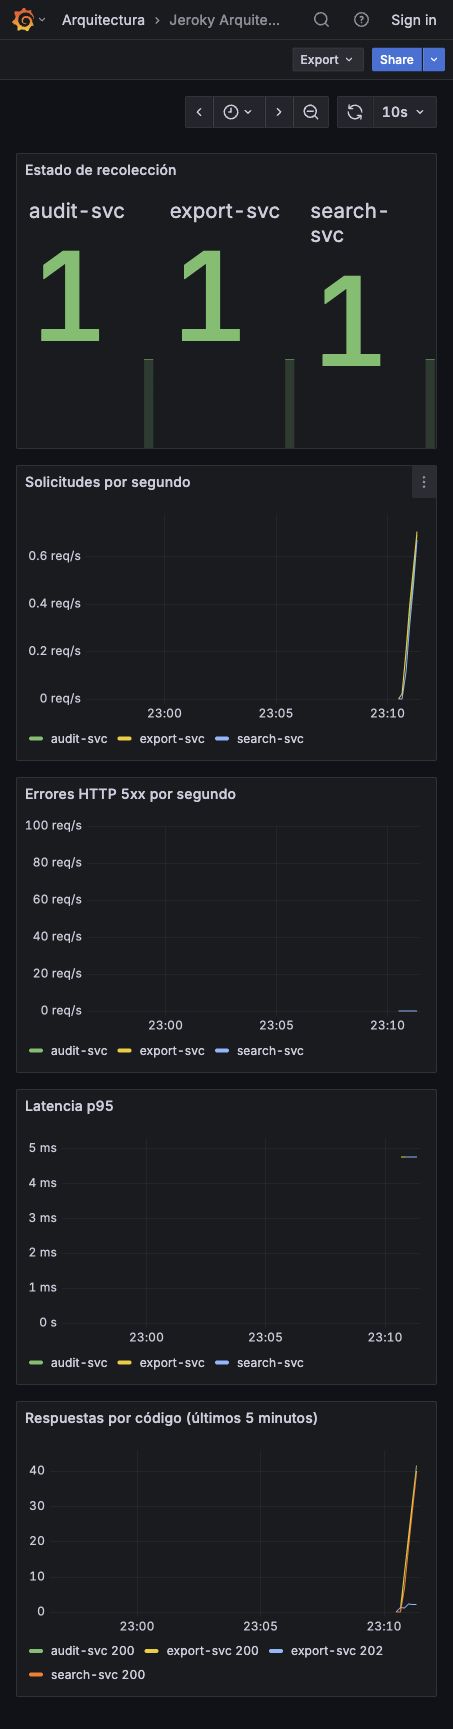 Arquitectura › Jeroky Arquite... Sign in
Export Share
10s
Estado de recolección
audit-svc export-svc search-
svc
1 1 1
Solicitudes por segundo
0.6 req/s
0.4 req/s
0.2 req/s
0 req/s
23:00 23:05 23:10
audit-svc export-svc search-svc
Errores HTTP 5xx por segundo
100 req/s
80 req/s
60 req/s
40 req/s
20 req/s
0 req/s
23:00 23:05 23:10
audit-svc export-svc search-svc
Latencia p95
5 ms
4 ms
3 ms
2 ms
1 ms
0 s
23:00 23:05 23:10
audit-svc export-svc search-svc
Respuestas por código (últimos 5 minutos)
40
30
20
10
0
23:00 23:05 23:10
audit-svc 200 export-svc 200 export-svc 202
search-svc 200